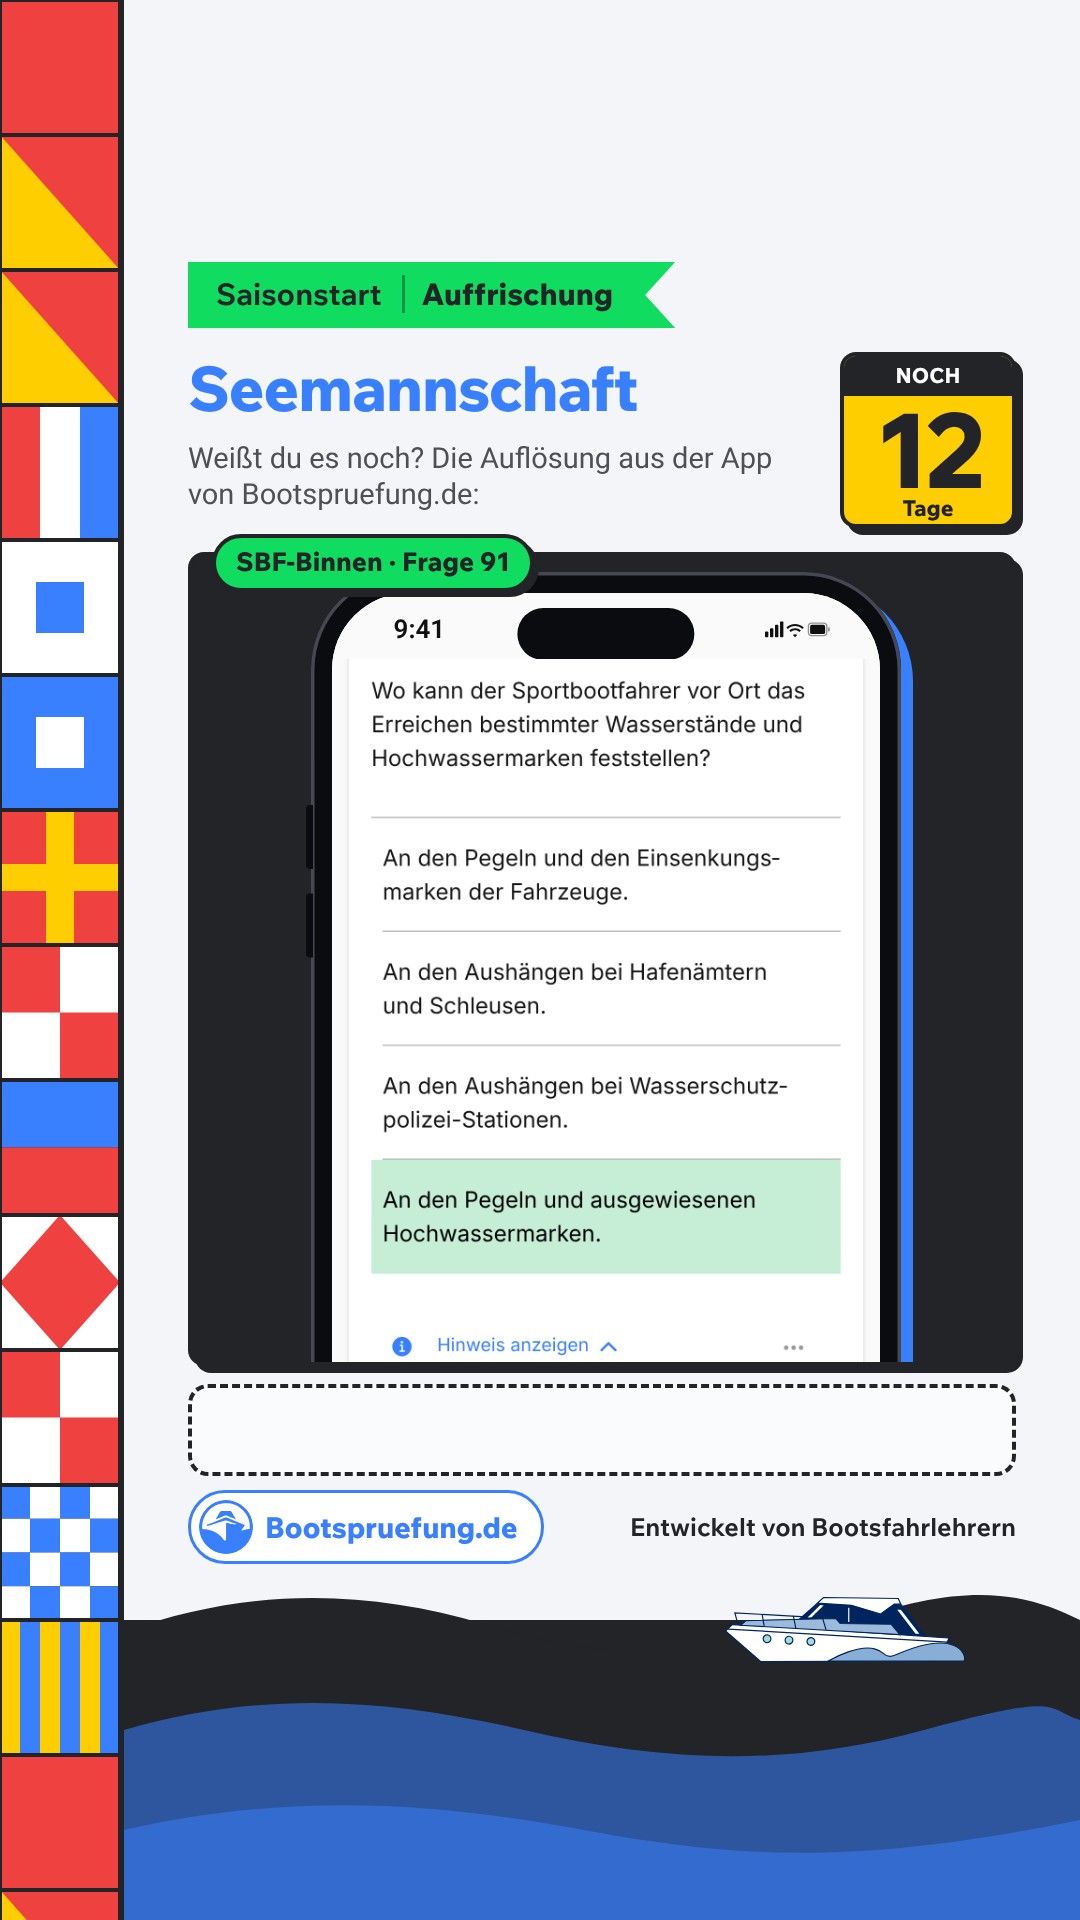 Saisonstart | Auffrischung
Seemannschaft
NOCH
12
Tage
Weißt du es noch? Die Auflösung aus der App
von Bootspruefung.de:
SBF-Binnen · Frage 91
9:41
Wo kann der Sportbootfahrer vor Ort das
Erreichen bestimmter Wasserstände und
Hochwassermarken feststellen?
An den Pegeln und den Einsenkungs-
marken der Fahrzeuge.
An den Aushängen bei Hafenämtern
und Schleusen.
An den Aushängen bei Wasserschutz-
polizei-Stationen.
An den Pegeln und ausgewiesenen
Hochwassermarken.
Hinweis anzeigen
Bootspruefung.de
Entwickelt von Bootsfahrlehrern